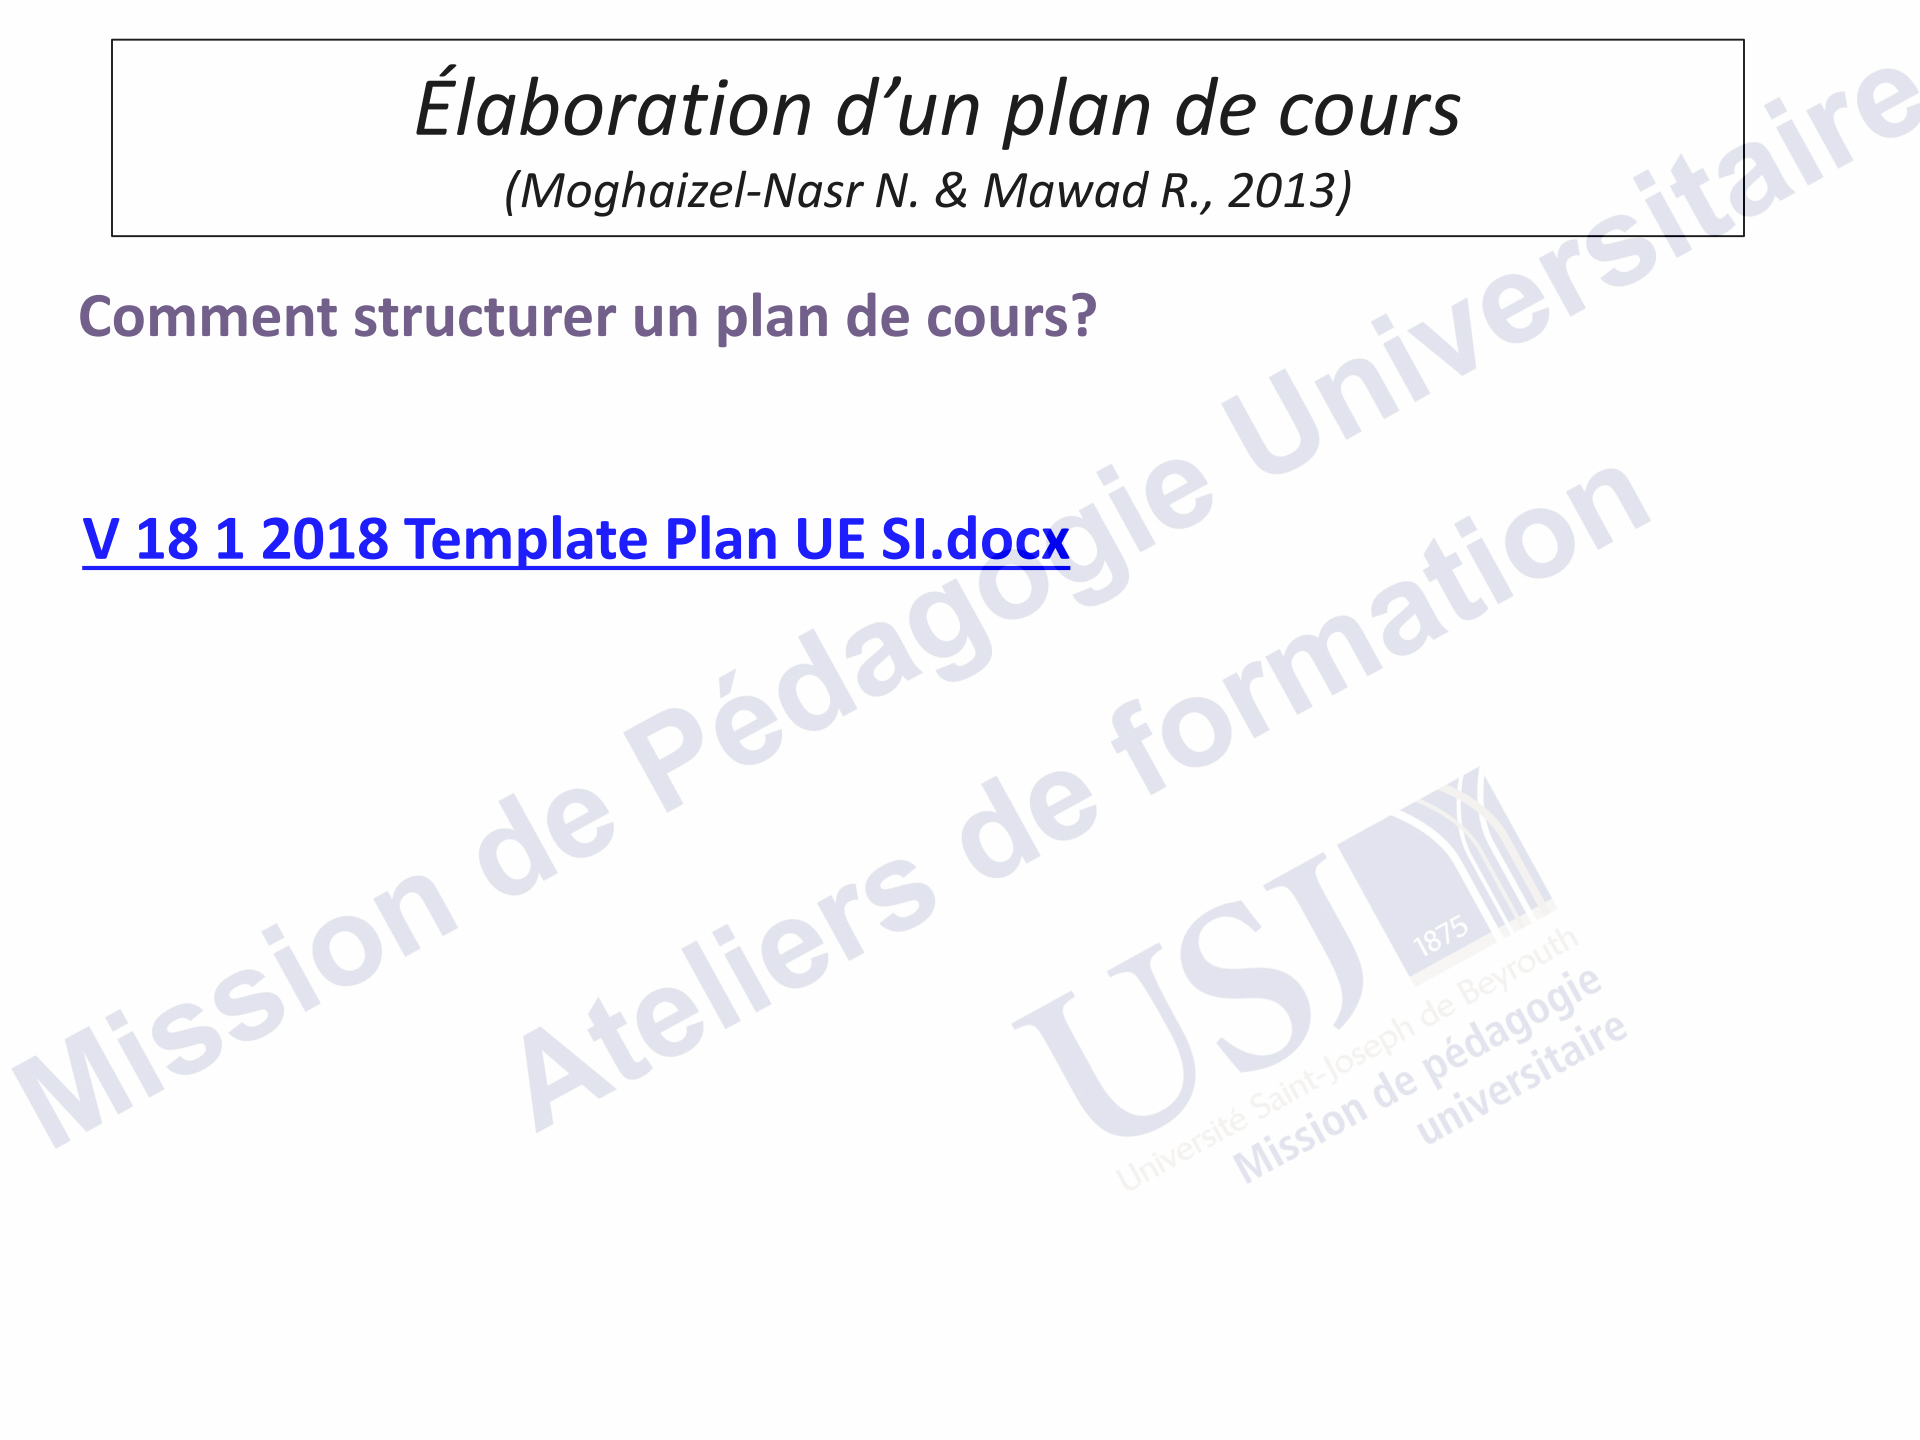 Élaboration d’un plan de cours
(Moghaizel-Nasr N. & Mawad R., 2013)
Comment structurer un plan de cours?
V 18 1 2018 Template Plan UE SI.docx
Mission de Pédagogie Universitaire
Ateliers de formation
USJ
1875
Université Saint-Joseph de Beyrouth
Mission de pédagogie
universitaire